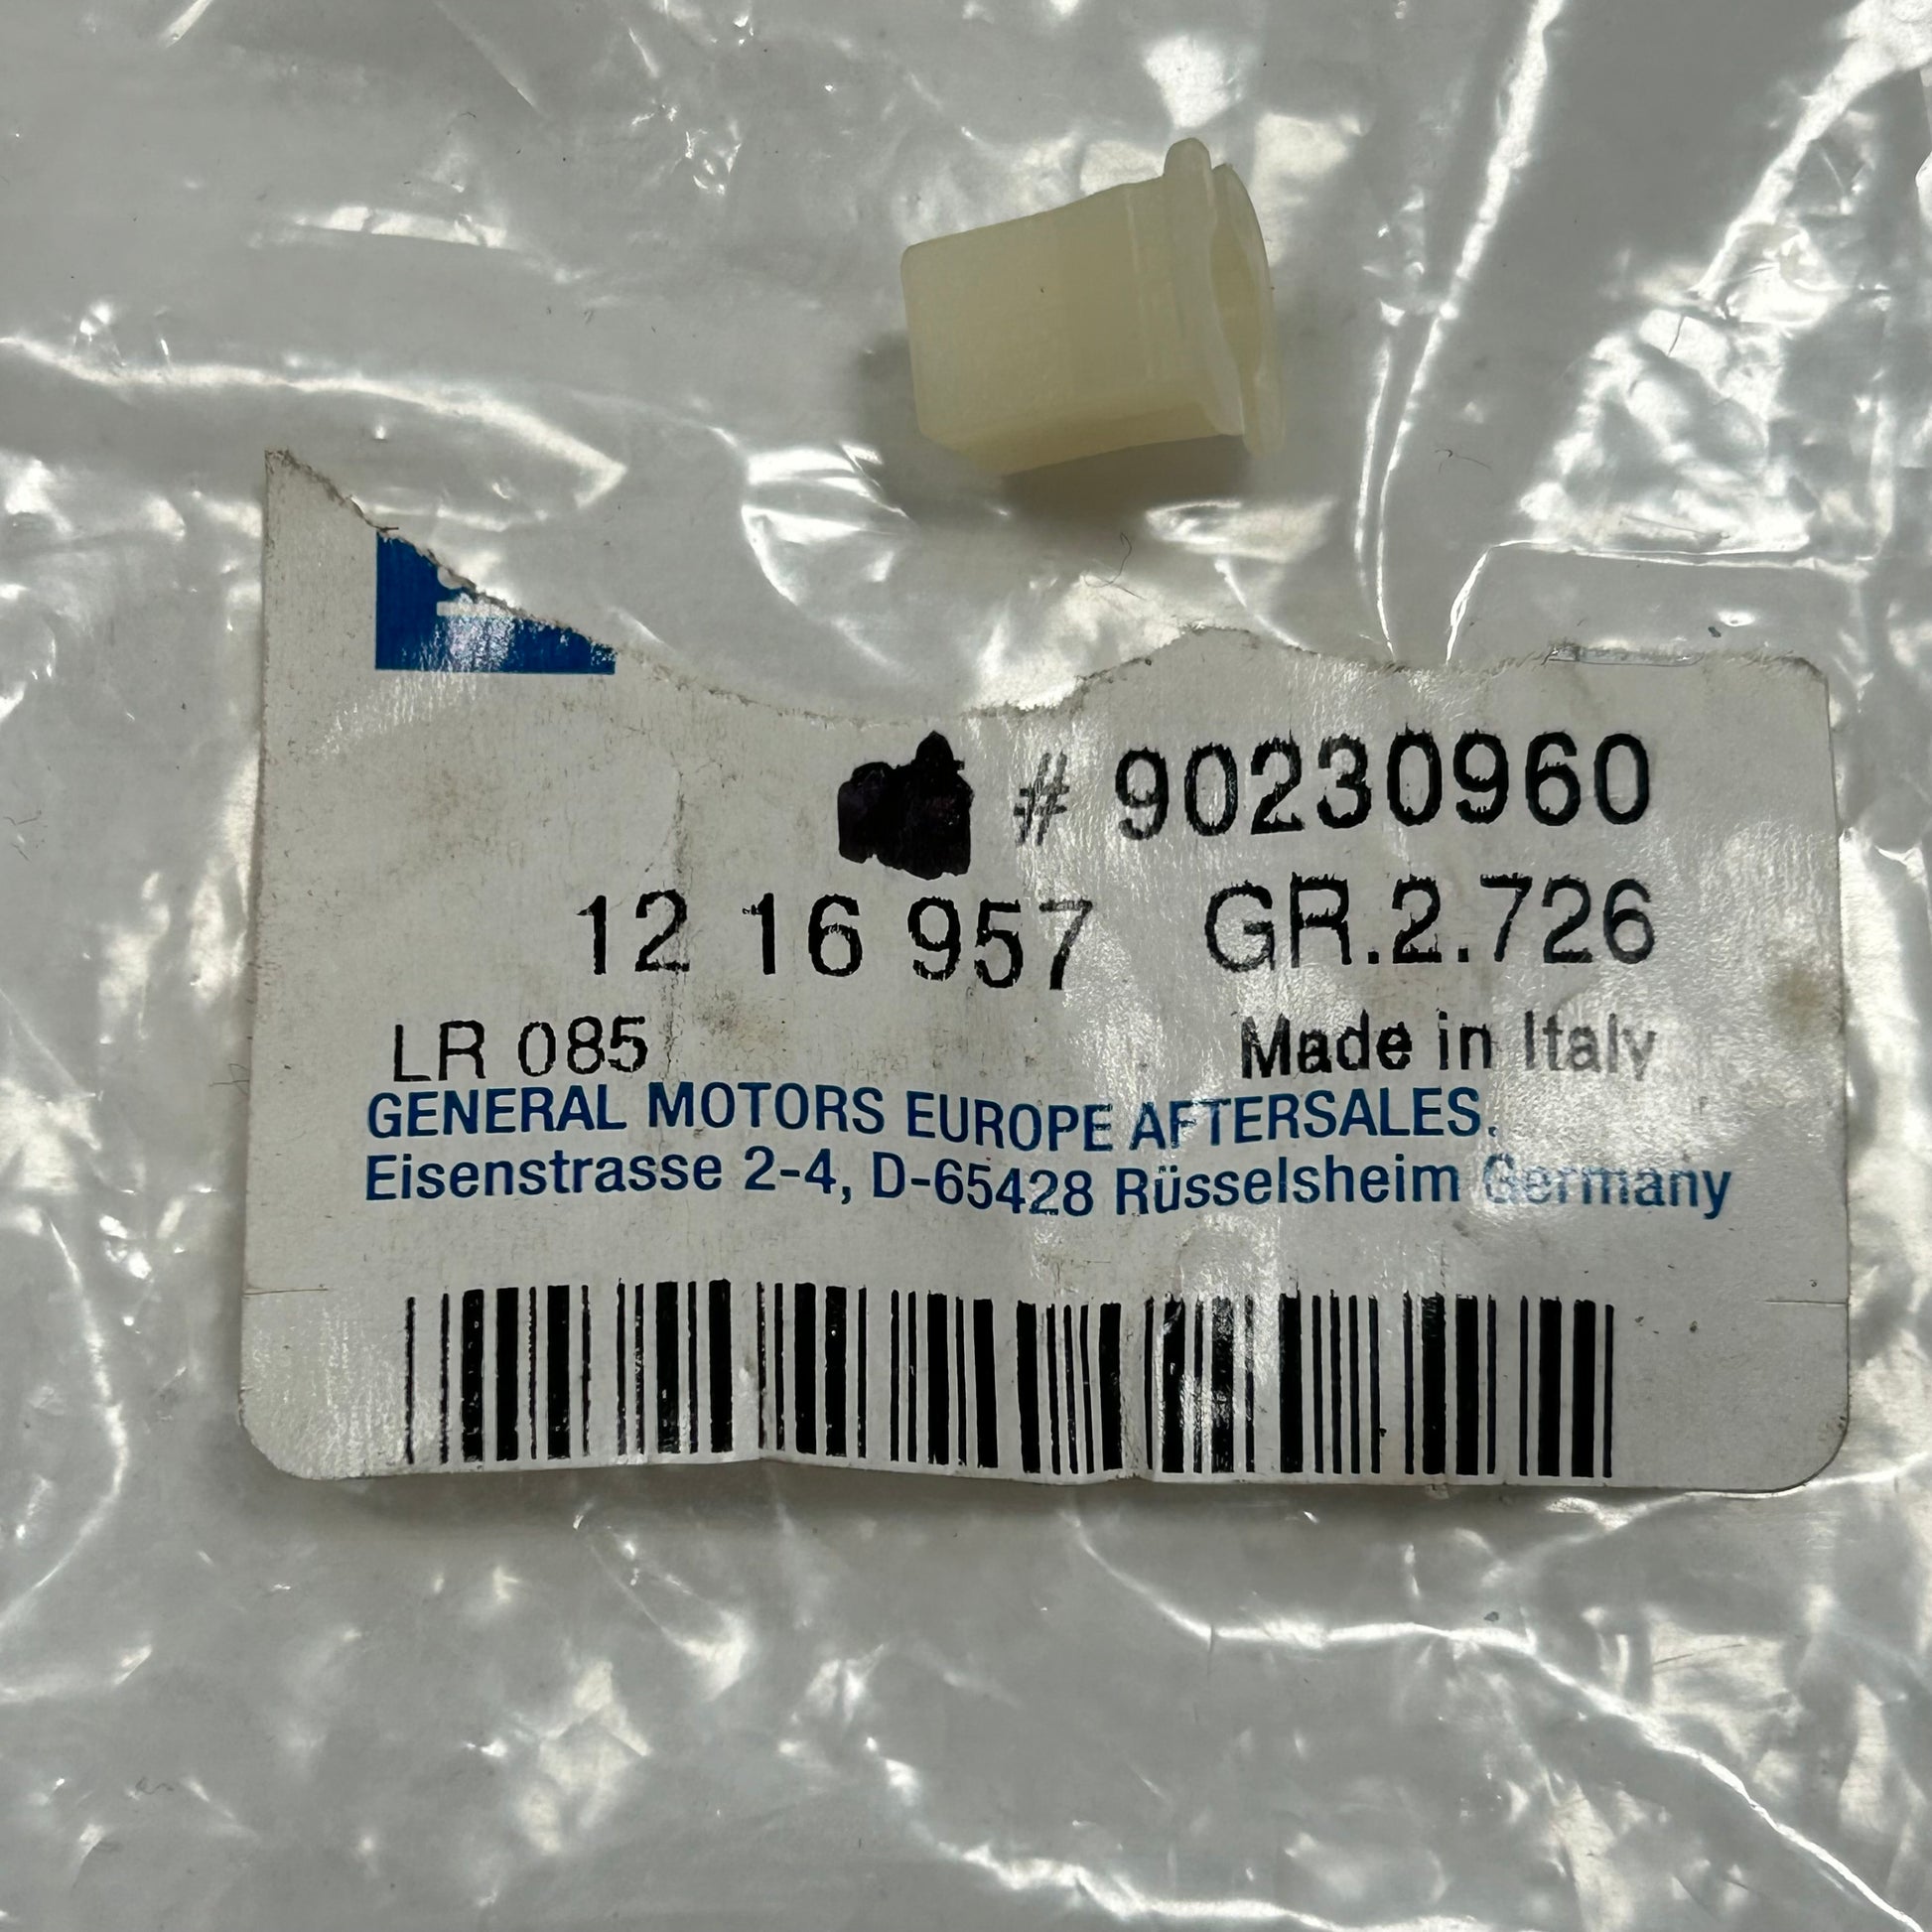 # 90230960
12 16 957 GR.2.726
LR 085 Made in Italy
GENERAL MOTORS EUROPE AFTERSALES.
Eisenstrasse 2-4, D-65428 Rüsselsheim Germany